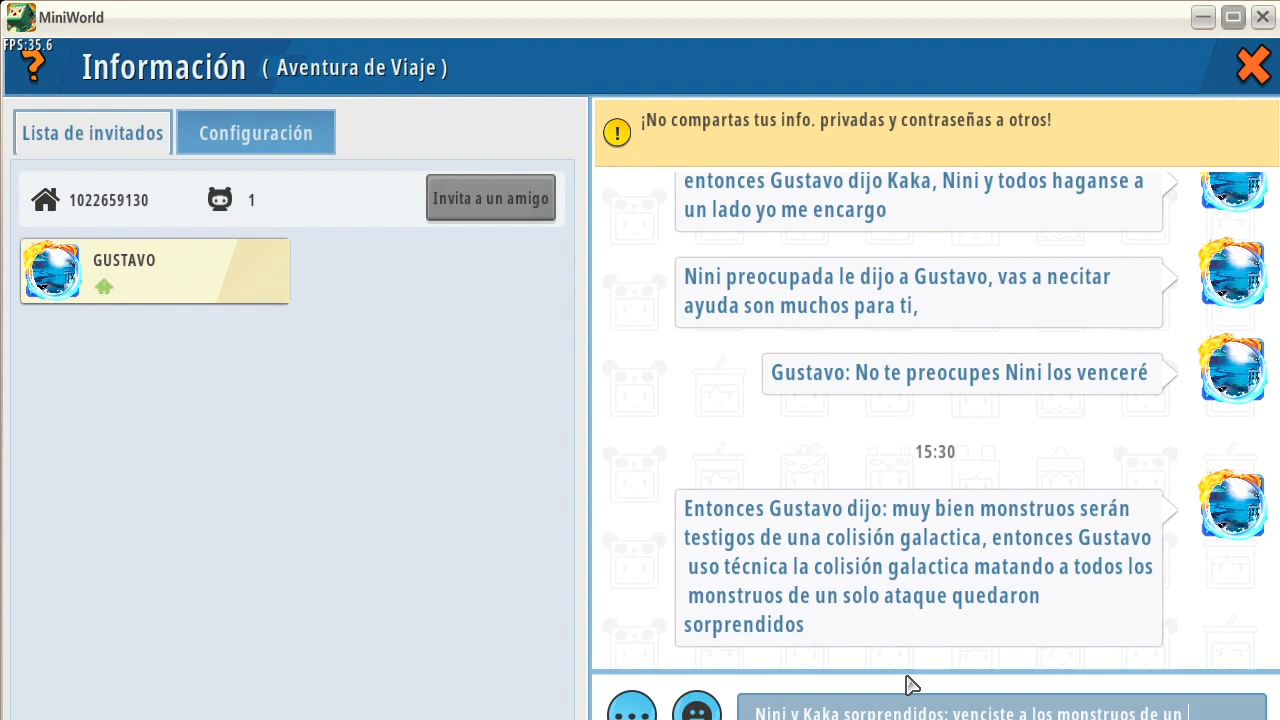 MiniWorld
FPS:35.6
Información ( Aventura de Viaje )
Lista de invitados
Configuración
1022659130
1
Invita a un amigo
GUSTAVO
¡No compartas tus info. privadas y contraseñas a otros!
entonces Gustavo dijo Kaka, Nini y todos haganse a
un lado yo me encargo
Nini preocupada le dijo a Gustavo, vas a necitar
ayuda son muchos para ti,
Gustavo: No te preocupes Nini los venceré
15:30
Entonces Gustavo dijo: muy bien monstruos serán
testigos de una colisión galactica, entonces Gustavo
uso técnica la colisión galactica matando a todos los
monstruos de un solo ataque quedaron
sorprendidos
Nini y Kaka sorprendidos: venciste a los monstruos de un